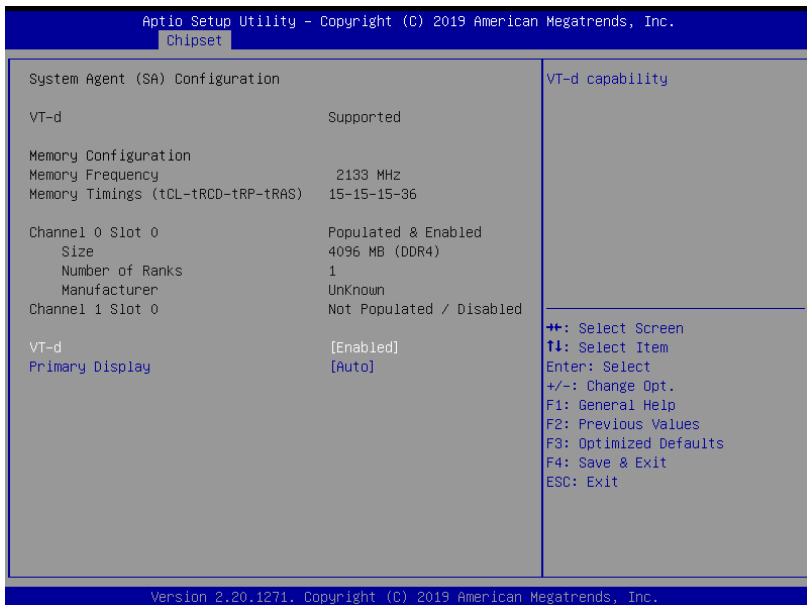 Aptio Setup Utility – Copyright (C) 2019 American Megatrends, Inc.
Chipset
System Agent (SA) Configuration
VT-d capability
VT-d Supported
Memory Configuration
Memory Frequency 2133 MHz
Memory Timings (tCL-tRCD-tRP-tRAS) 15-15-15-36
Channel 0 Slot 0 Populated & Enabled
Size 4096 MB (DDR4)
Number of Ranks 1
Manufacturer UnKnown
Channel 1 Slot 0 Not Populated / Disabled
VT-d [Enabled]
Primary Display [Auto]
→←: Select Screen
↑↓: Select Item
Enter: Select
+/-: Change Opt.
F1: General Help
F2: Previous Values
F3: Optimized Defaults
F4: Save & Exit
ESC: Exit
Version 2.20.1271. Copyright (C) 2019 American Megatrends, Inc.